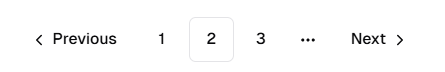 Previous 1 2 3 ••• Next